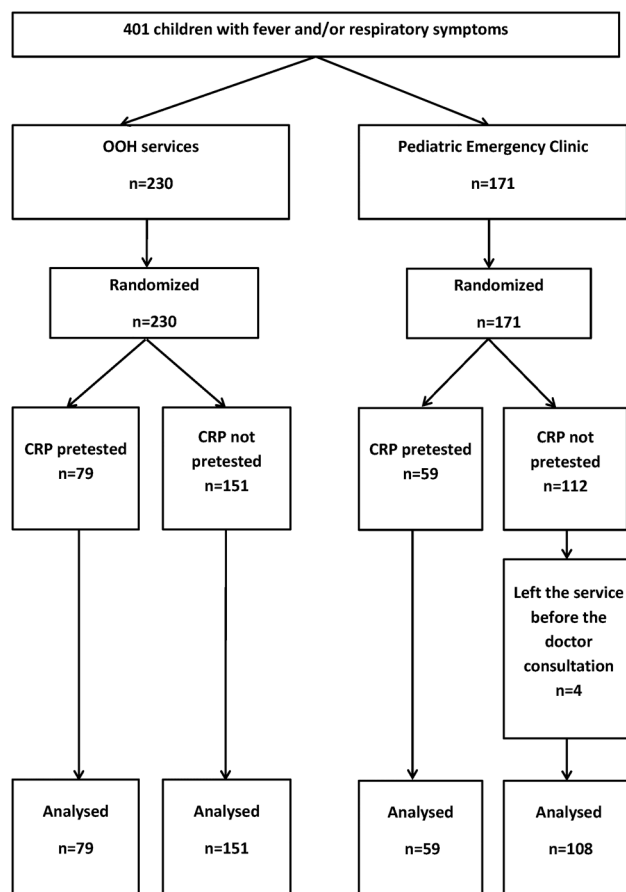 401 children with fever and/or respiratory symptoms
OOH services
n=230
Pediatric Emergency Clinic
n=171
Randomized
n=230
Randomized
n=171
CRP pretested
n=79
CRP not
pretested
n=151
CRP pretested
n=59
CRP not
pretested
n=112
Left the service
before the
doctor
consultation
n=4
Analysed
n=79
Analysed
n=151
Analysed
n=59
Analysed
n=108